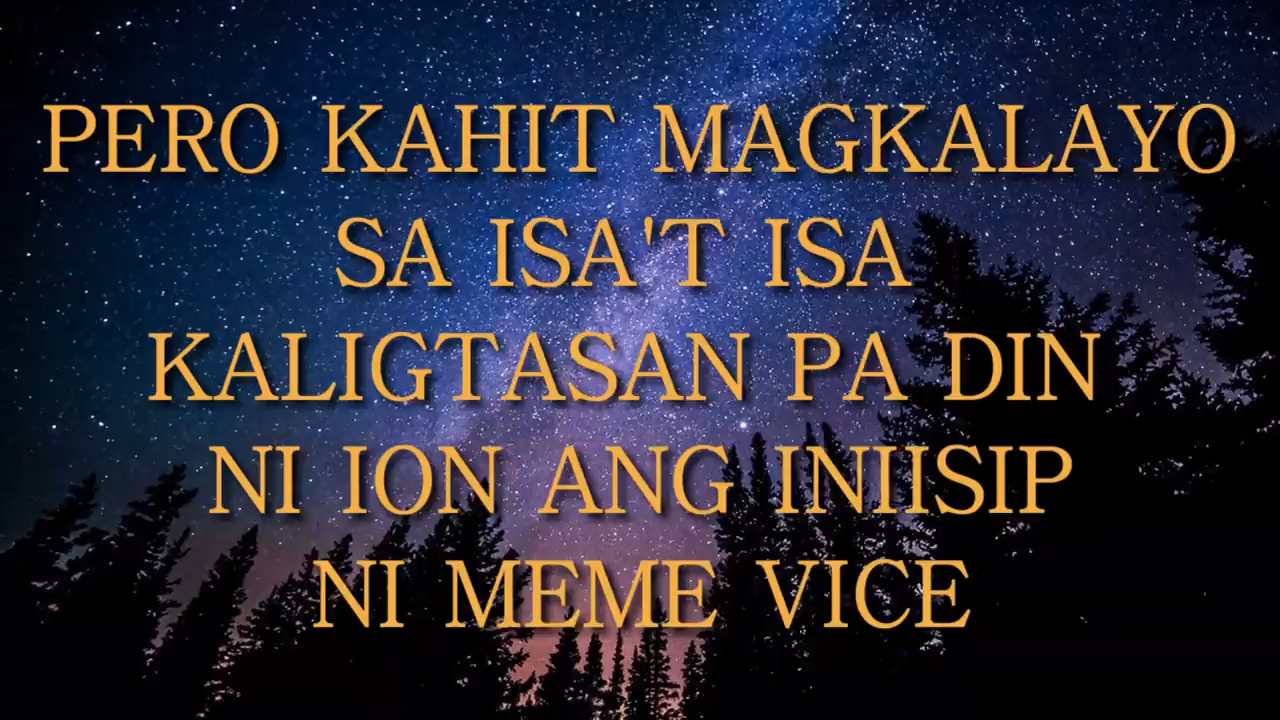 PERO KAHIT MAGKALAYO
SA ISA'T ISA
KALIGTASAN PA DIN
NI ION ANG INIISIP
NI MEME VICE